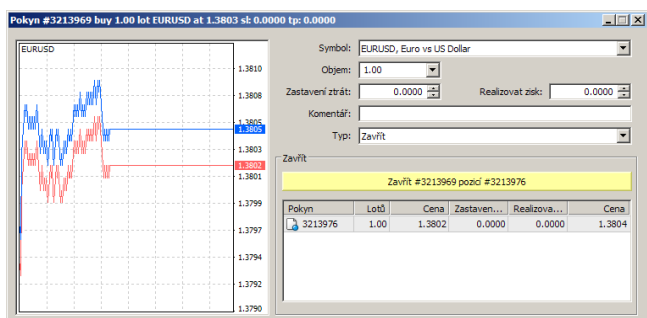 Pokyn #3213969 buy 1.00 lot EURUSD at 1.3803 sl: 0.0000 tp: 0.0000
EURUSD
1.3810
1.3808
1.3805
1.3803
1.3802
1.3801
1.3799
1.3797
1.3794
1.3792
1.3790
Symbol: EURUSD, Euro vs US Dollar
Objem: 1.00
Zastavení ztrát: 0.0000 Realizovat zisk: 0.0000
Komentář:
Typ: Zavřít
Zavřít
Zavřít #3213969 pozicí #3213976
Pokyn Lotů Cena Zastaven... Realizova... Cena
3213976 1.00 1.3802 0.0000 0.0000 1.3804